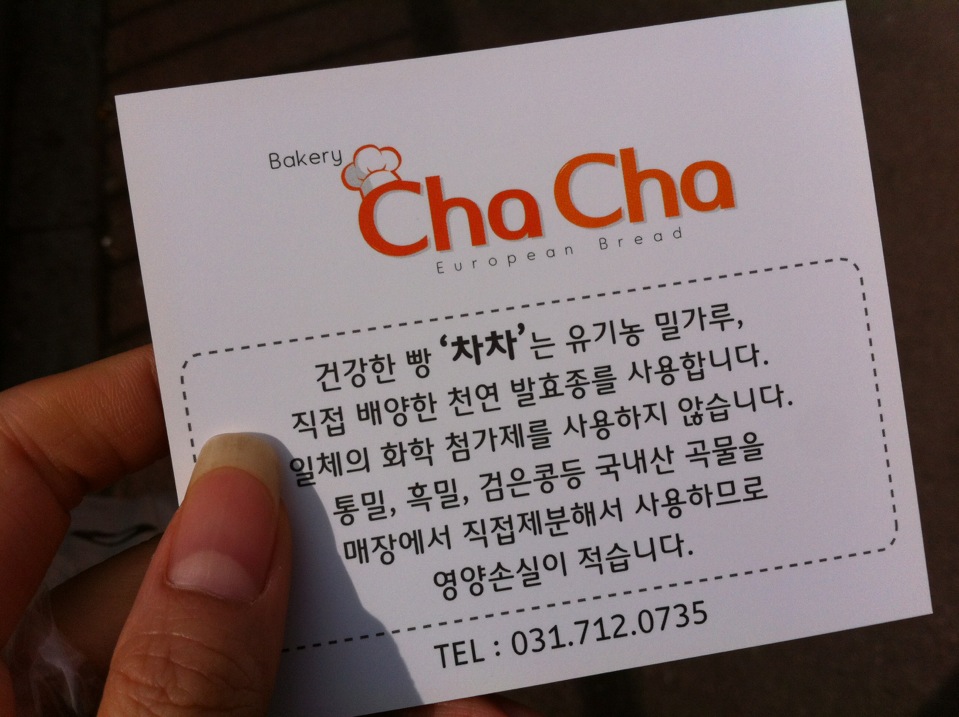 Bakery
Cha Cha
European Bread
건강한 빵 ‘차차’는 유기농 밀가루,
직접 배양한 천연 발효종를 사용합니다.
일체의 화학 첨가제를 사용하지 않습니다.
통밀, 흑밀, 검은콩등 국내산 곡물을
매장에서 직접제분해서 사용하므로
영양손실이 적습니다.
TEL : 031.712.0735